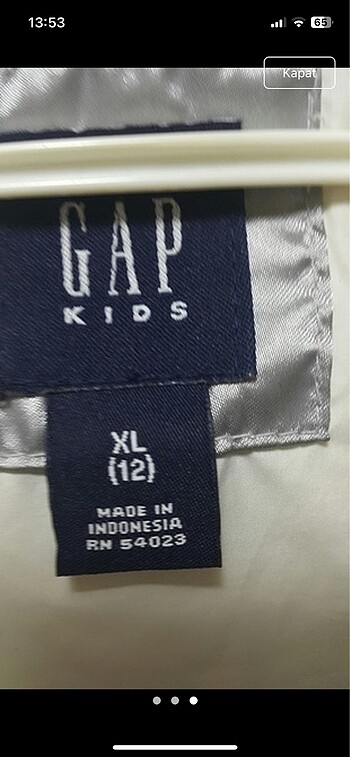 13:53
65
Kapat
GAP
KIDS
XL
(12)
MADE IN
INDONESIA
RN 54023